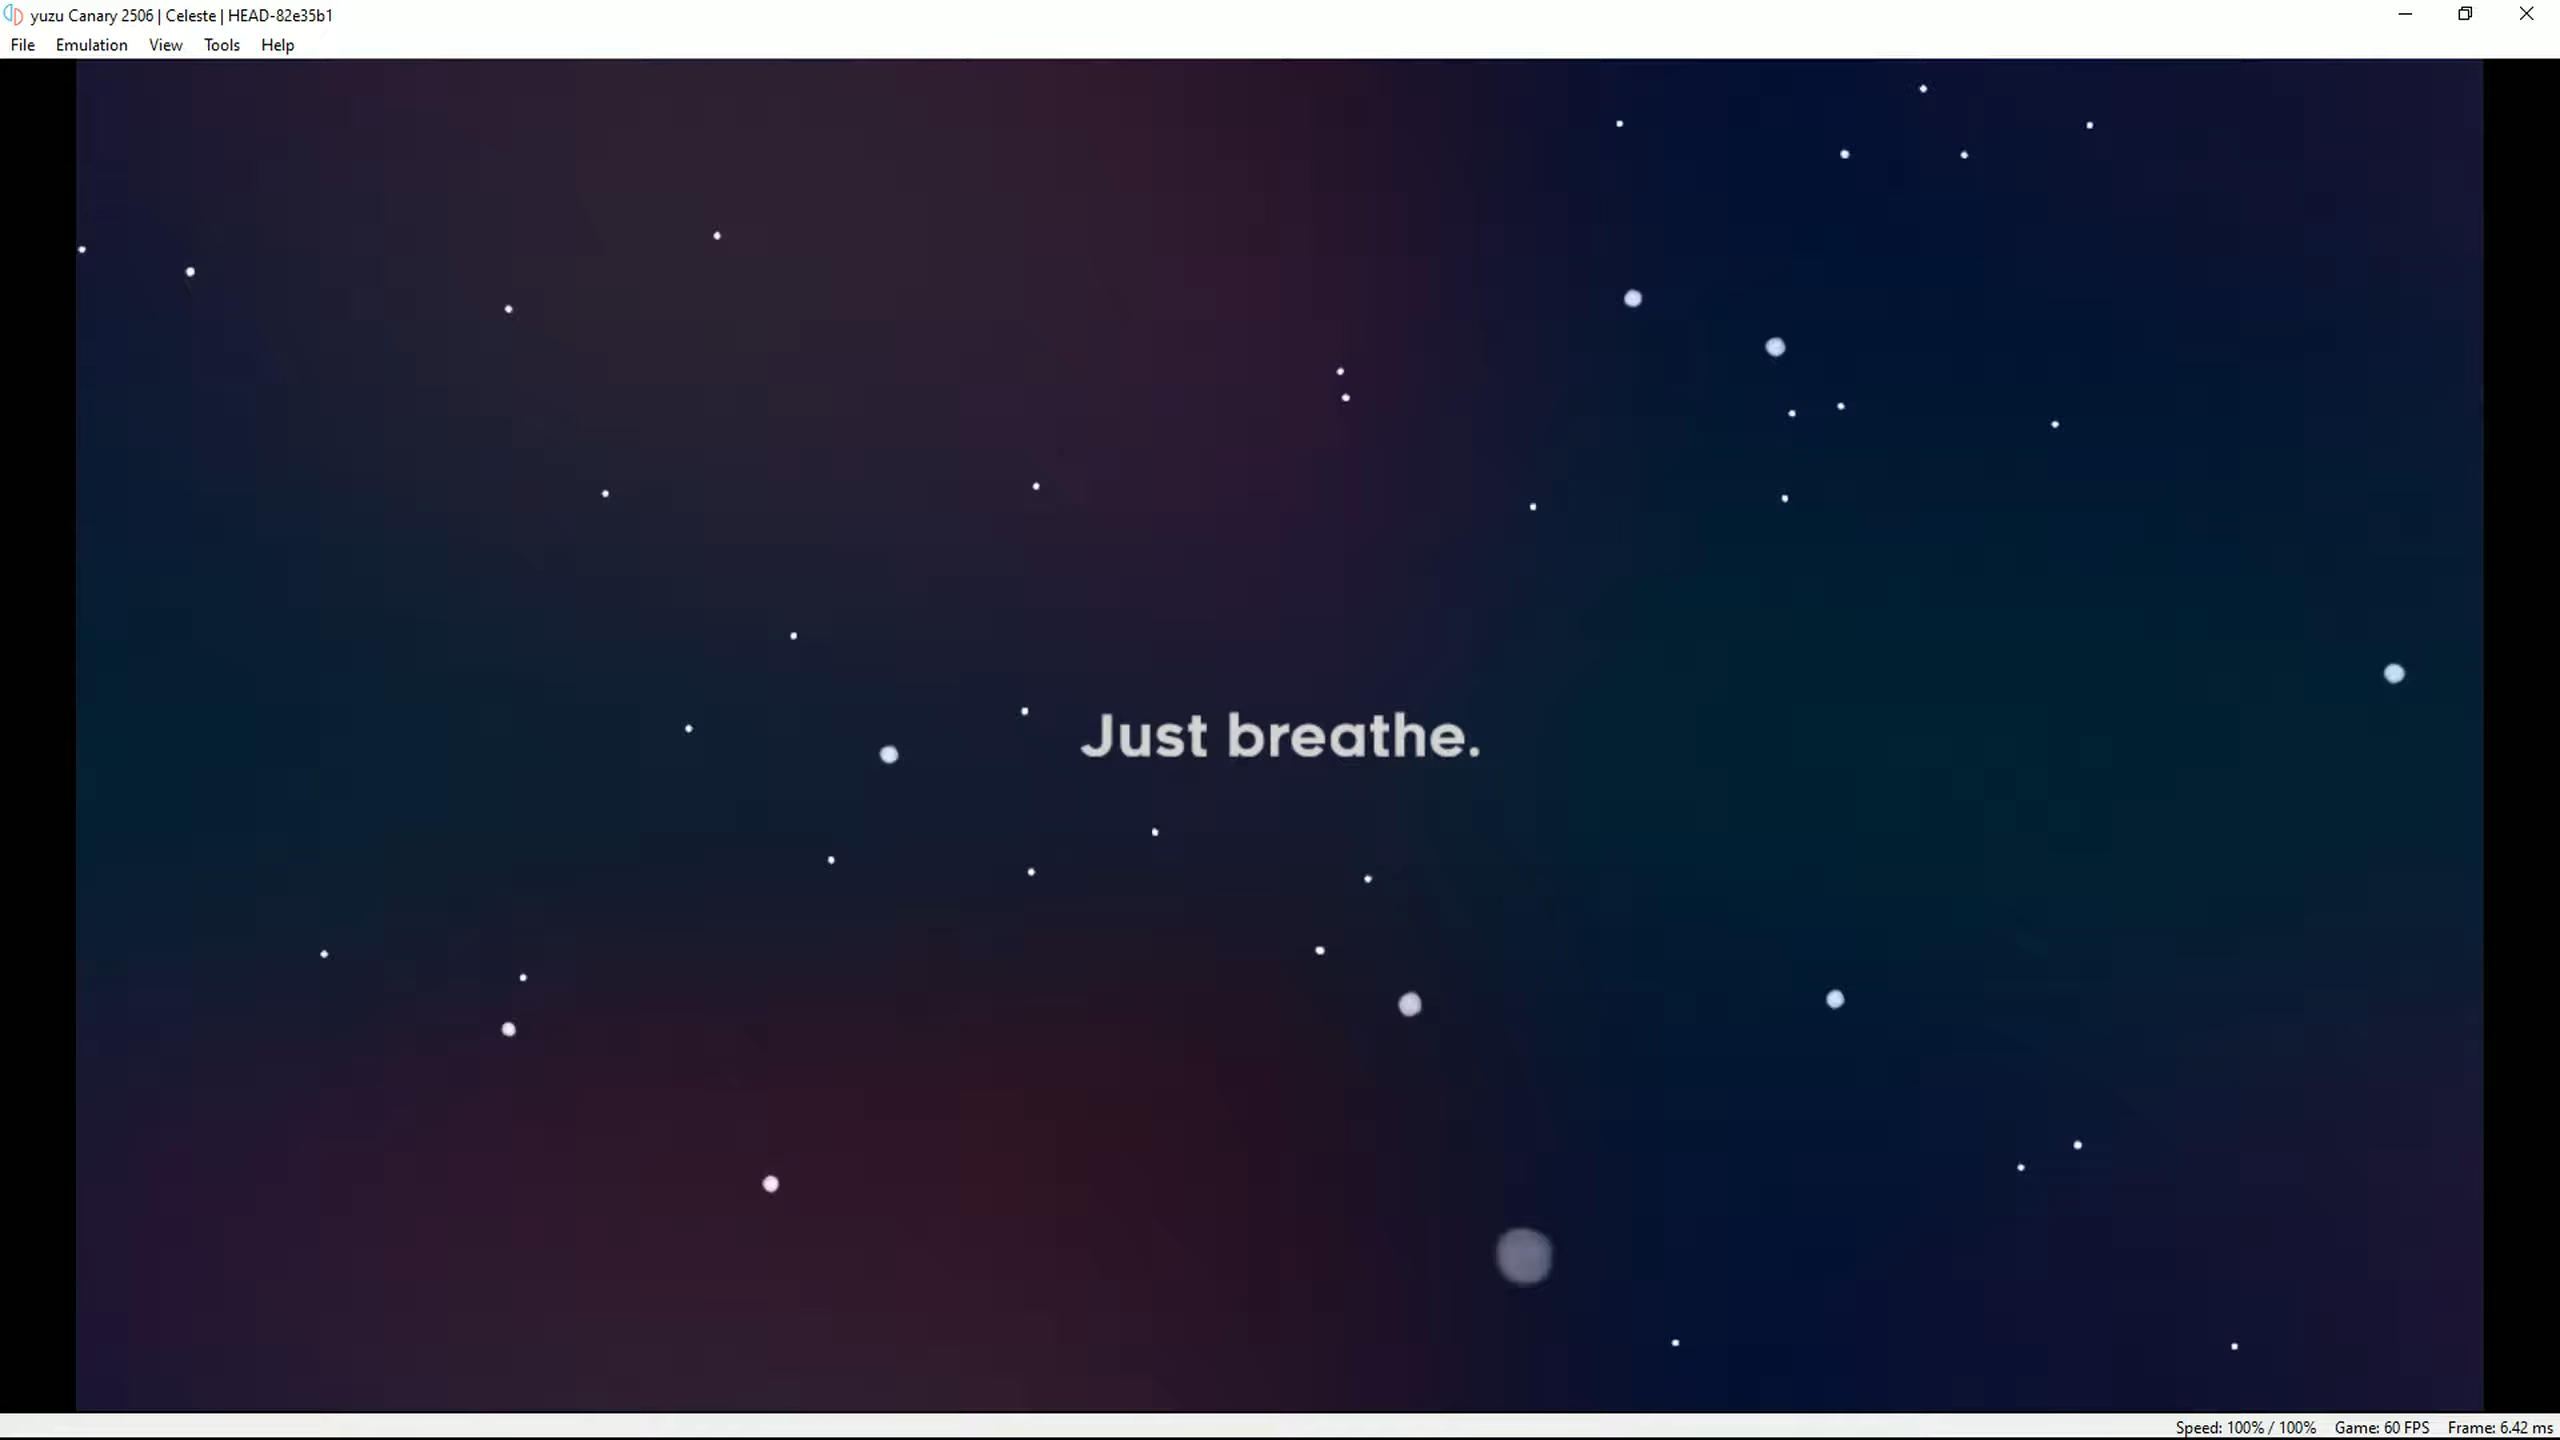 yuzu Canary 2506 | Celeste | HEAD-82e35b1
File Emulation View Tools Help
Just breathe.
Speed: 100% / 100% Game: 60 FPS Frame: 6.42 ms